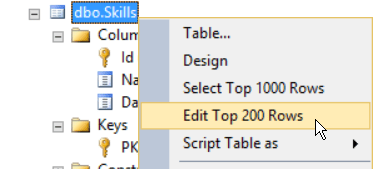 dbo.Skills
Colum
Table...
Id
Design
Na
Select Top 1000 Rows
Da
Edit Top 200 Rows
Keys
Script Table as
PK